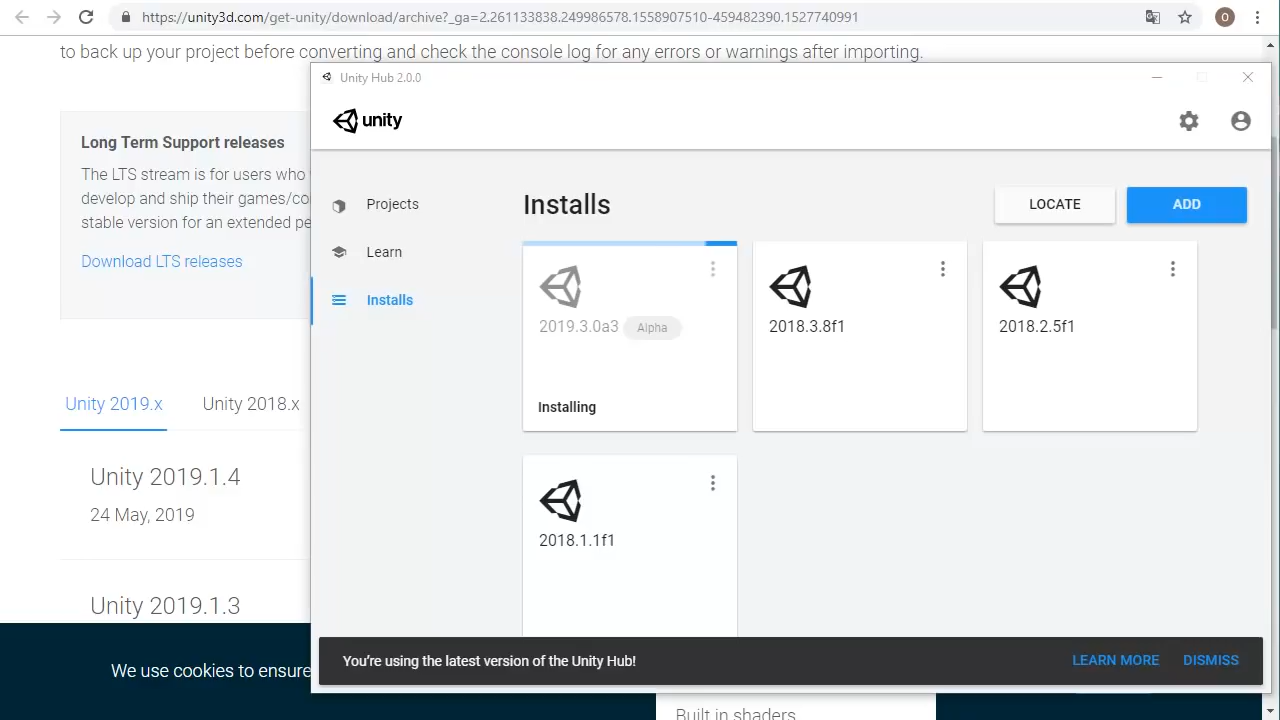 https://unity3d.com/get-unity/download/archive?_ga=2.261133838.249986578.1558907510-459482390.1527740991
O
to back up your project before converting and check the console log for any errors or warnings after importing.
Long Term Support releases
The LTS stream is for users who
develop and ship their games/co
stable version for an extended pe
Download LTS releases
Unity 2019.x
Unity 2018.x
Unity 2019.1.4
24 May, 2019
Unity 2019.1.3
We use cookies to ensure
Built in shaders
Unity Hub 2.0.0
unity
Projects
Learn
Installs
Installs
LOCATE
ADD
2019.3.0a3 Alpha
Installing
2018.3.8f1
2018.2.5f1
2018.1.1f1
You're using the latest version of the Unity Hub!
LEARN MORE
DISMISS